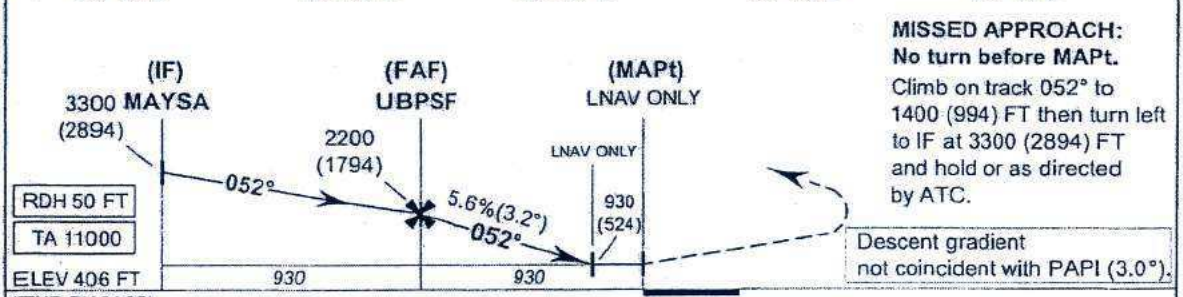 MISSED APPROACH:
No turn before MAPt.
Climb on track 052° to
1400 (994) FT then turn left
to IF at 3300 (2894) FT
and hold or as directed
by ATC.
(IF)
3300 MAYSA
(2894)
(FAF)
UBPSF
2200
(1794)
(MAPt)
LNAV ONLY
LNAV ONLY
930
(524)
052°
5.6%(3.2°)
052°
RDH 50 FT
TA 11000
ELEV 406 FT
930
930
Descent gradient
not coincident with PAPI (3.0°).